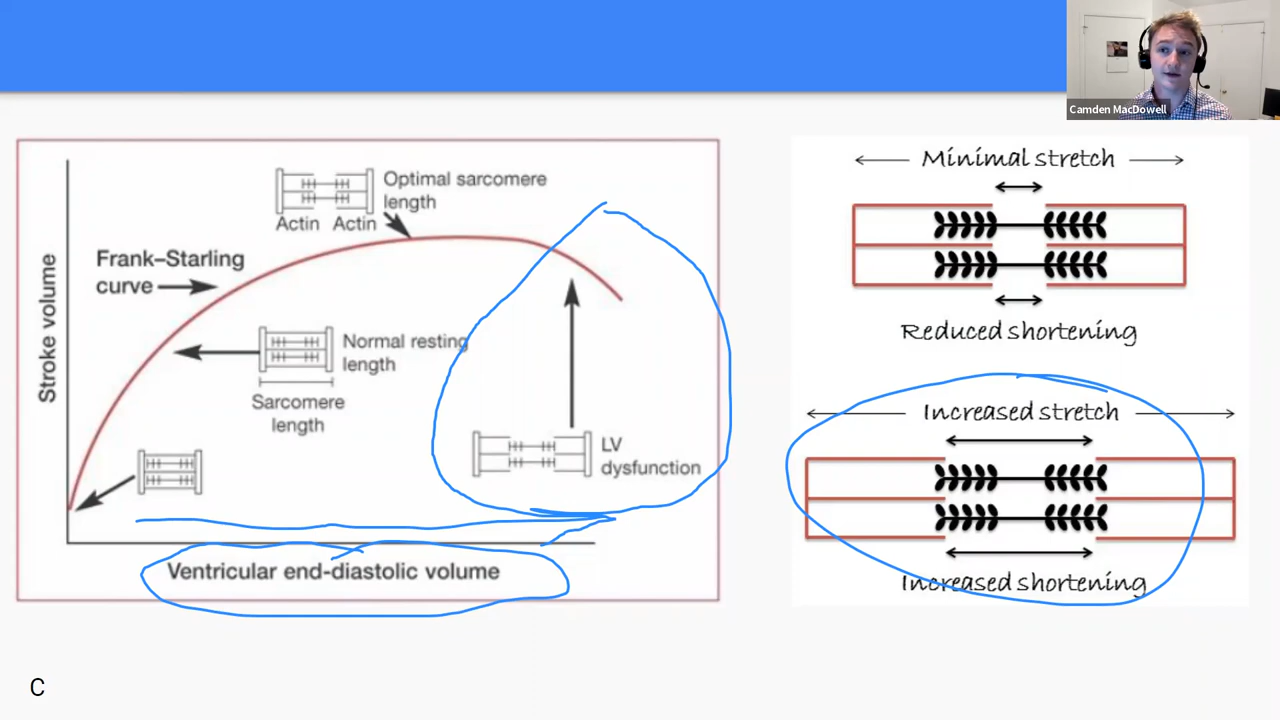 Camden MacDowell
Optimal sarcomere
length
Actin Actin
Frank–Starling
curve
Stroke volume
Normal resting
length
Sarcomere
length
LV
dysfunction
Ventricular end-diastolic volume
Minimal stretch
Reduced shortening
Increased stretch
Increased shortening
C